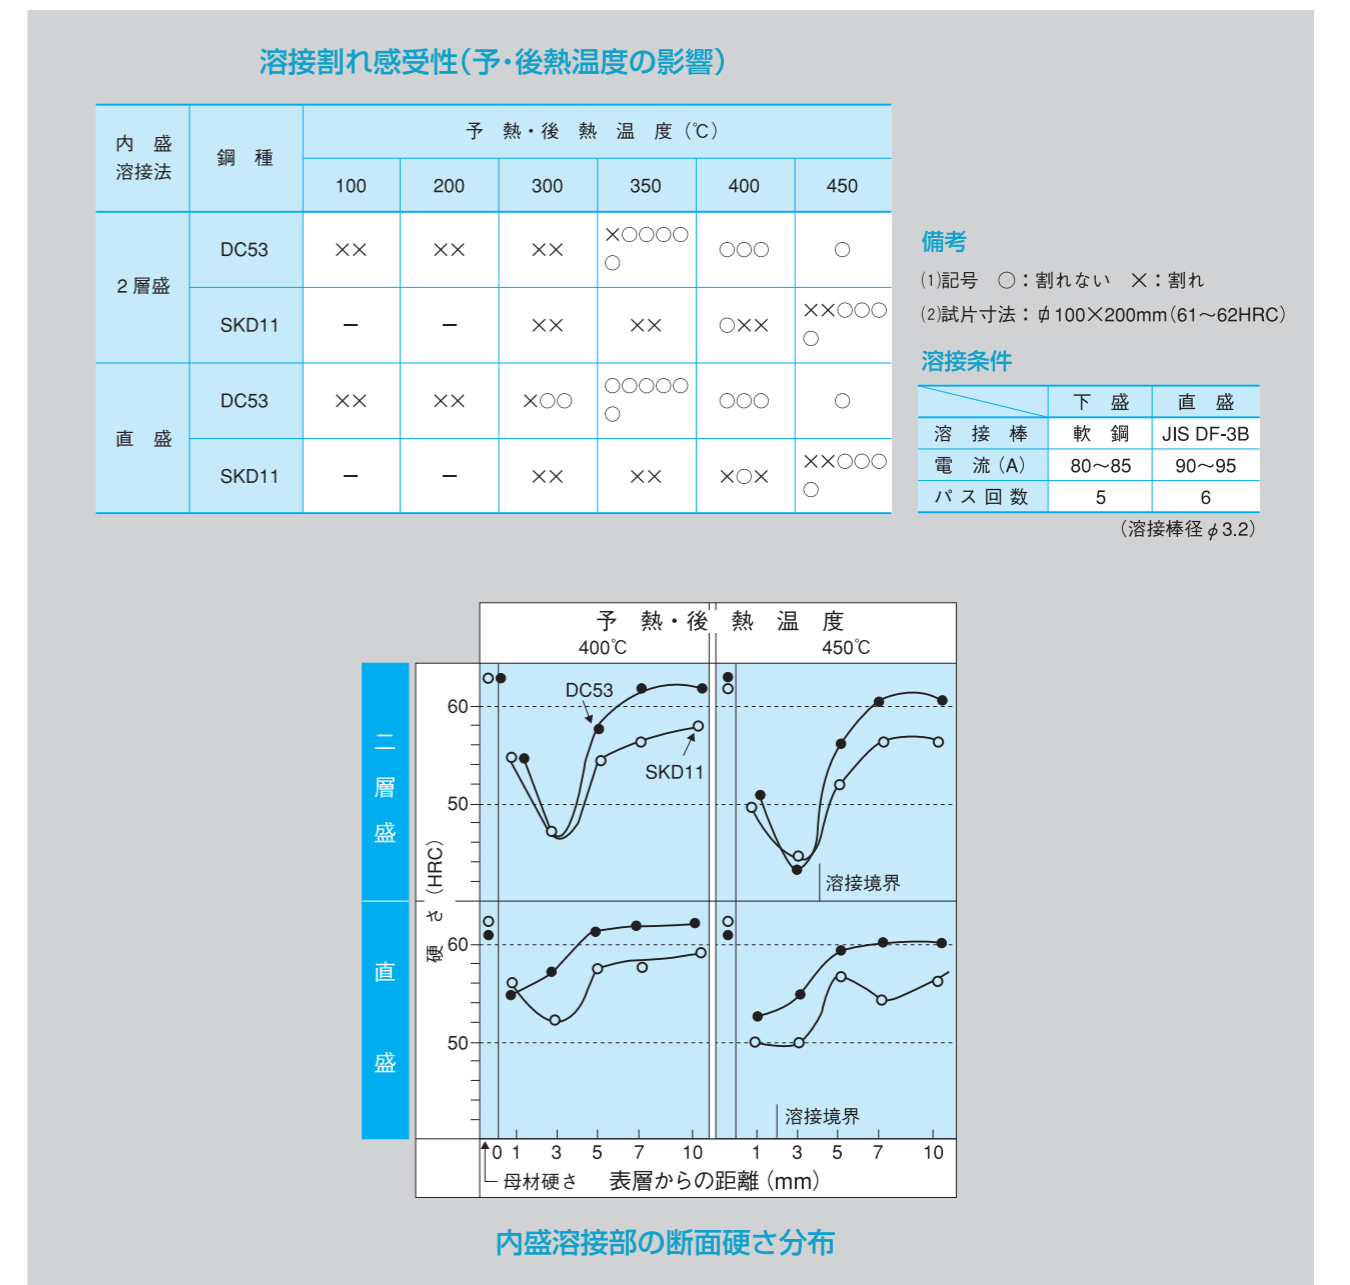 溶接割れ感受性(予・後熱温度の影響)
内 盛
溶接法
鋼 種
予 熱・後 熱 温 度 (℃)
100 200 300 350 400 450
2層盛
DC53 ×× ×× ×× ×○○○○
○ ○○○ ○
SKD11 － － ×× ×× ○×× ××○○○
○
直 盛
DC53 ×× ×× ×○○ ○○○○○
○ ○○○ ○
SKD11 － － ×× ×× ×○× ××○○○
○
備考
⑴記号 ○：割れない ×：割れ
⑵試片寸法：φ100×200mm(61～62HRC)
溶接条件
下 盛 直 盛
溶 接 棒 軟 鋼 JIS DF-3B
電 流(A) 80～85 90～95
パ ス 回 数 5 6
(溶接棒径φ3.2)
予 熱・後 熱 温 度
400℃ 450℃
二層盛
直 盛
硬 さ (HRC)
60
50
60
50
DC53
SKD11
溶接境界
溶接境界
0 1 3 5 7 10 1 3 5 7 10
母材硬さ 表層からの距離(mm)
内盛溶接部の断面硬さ分布